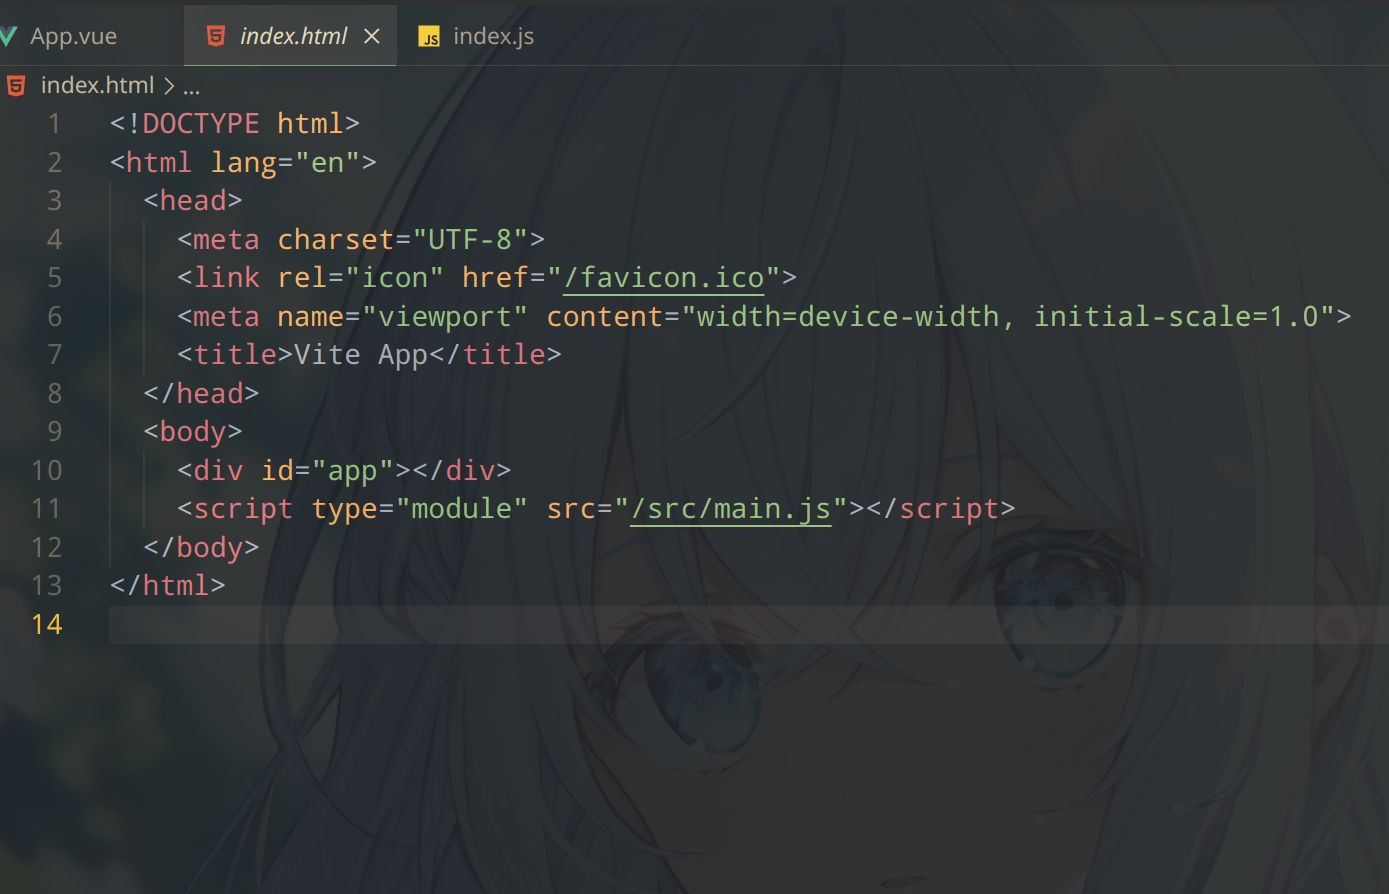 App.vue
index.html
index.js
index.html > ...
1 <!DOCTYPE html>
2 <html lang="en">
3   <head>
4     <meta charset="UTF-8">
5     <link rel="icon" href="/favicon.ico">
6     <meta name="viewport" content="width=device-width, initial-scale=1.0">
7     <title>Vite App</title>
8   </head>
9   <body>
10     <div id="app"></div>
11     <script type="module" src="/src/main.js"></script>
12   </body>
13 </html>
14